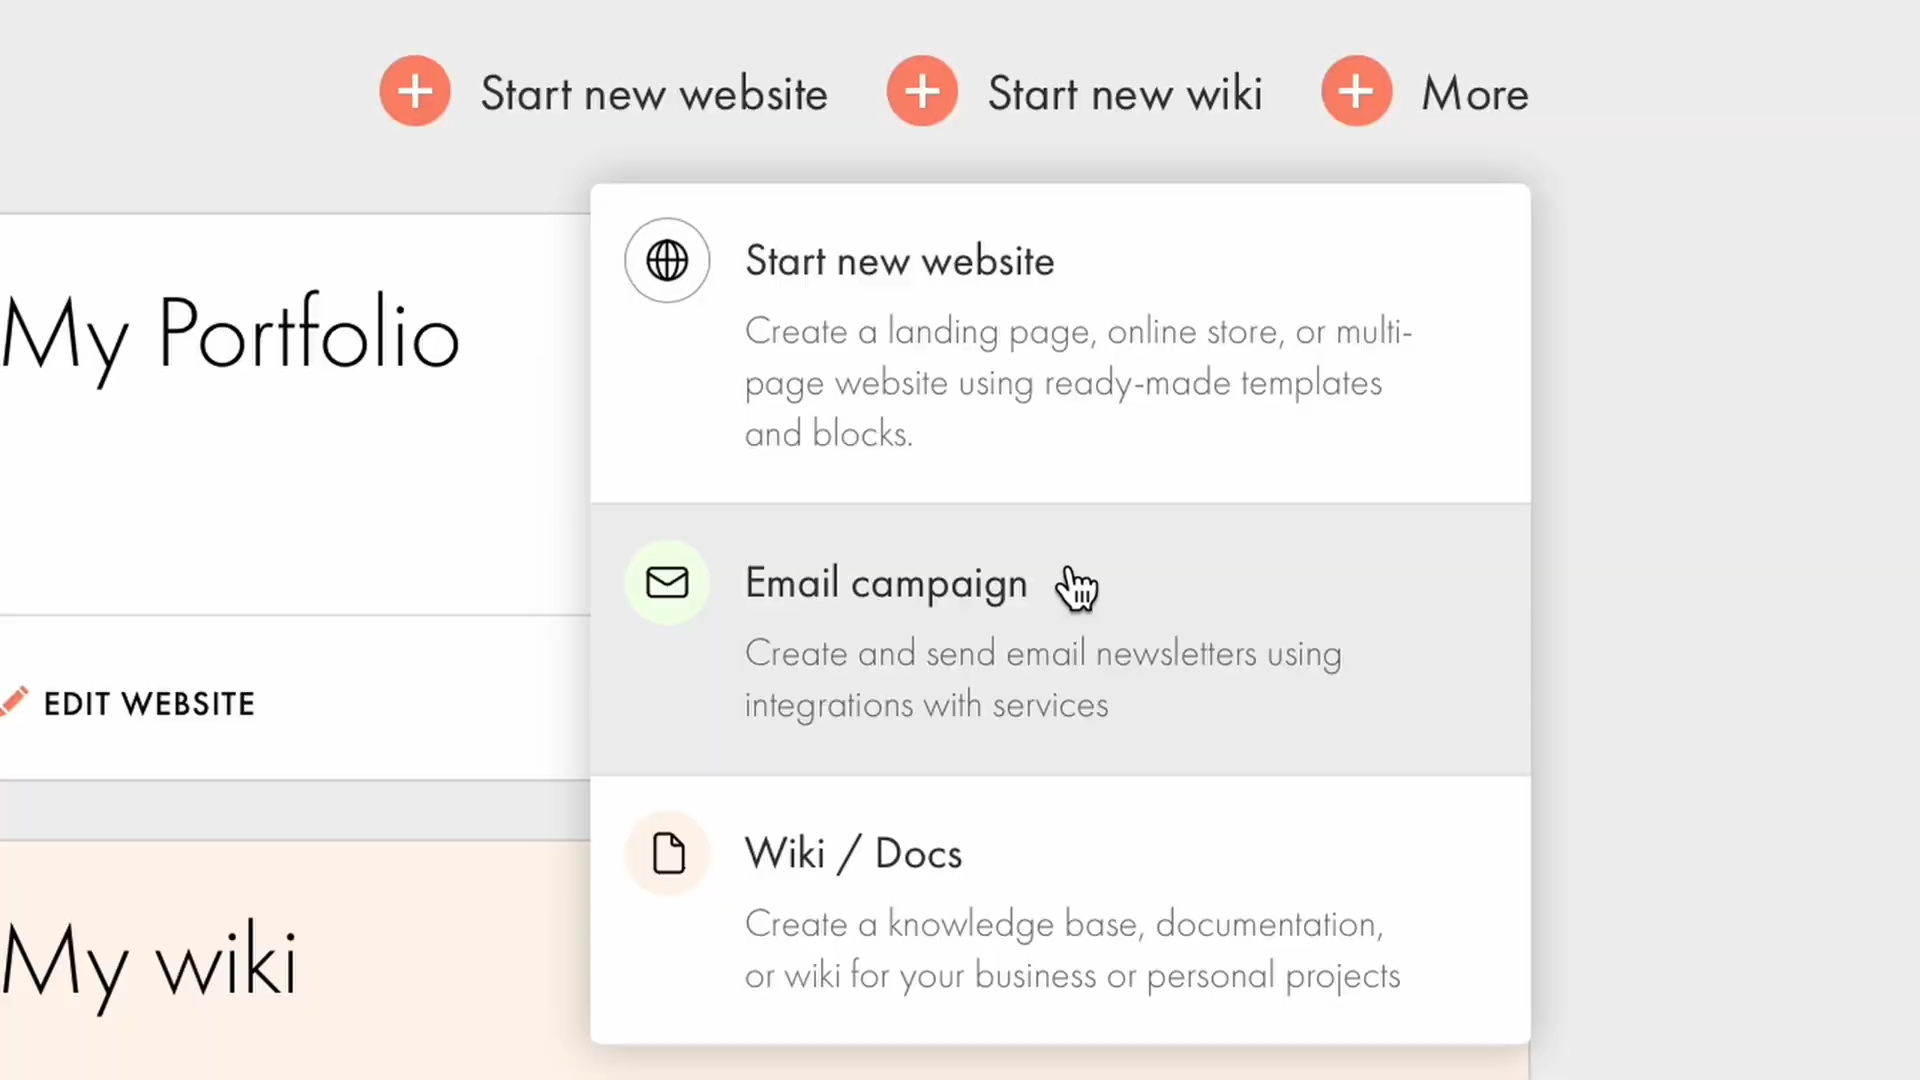 Start new website
Start new wiki
More
My Portfolio
EDIT WEBSITE
My wiki
Start new website
Create a landing page, online store, or multi-
page website using ready-made templates
and blocks.
Email campaign
Create and send email newsletters using
integrations with services
Wiki / Docs
Create a knowledge base, documentation,
or wiki for your business or personal projects